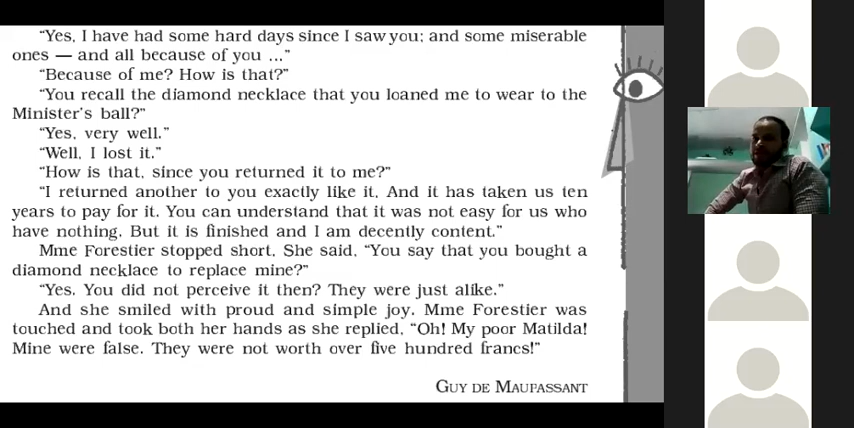 “Yes, I have had some hard days since I saw you; and some miserable
ones — and all because of you ...”
“Because of me? How is that?”
“You recall the diamond necklace that you loaned me to wear to the
Minister’s ball?”
“Yes, very well.”
“Well, I lost it.”
“How is that, since you returned it to me?”
“I returned another to you exactly like it. And it has taken us ten
years to pay for it. You can understand that it was not easy for us who
have nothing. But it is finished and I am decently content.”
Mme Forestier stopped short. She said, “You say that you bought a
diamond necklace to replace mine?”
“Yes. You did not perceive it then? They were just alike.”
And she smiled with proud and simple joy. Mme Forestier was
touched and took both her hands as she replied, “Oh! My poor Matilda!
Mine were false. They were not worth over five hundred francs!”
GUY DE MAUPASSANT